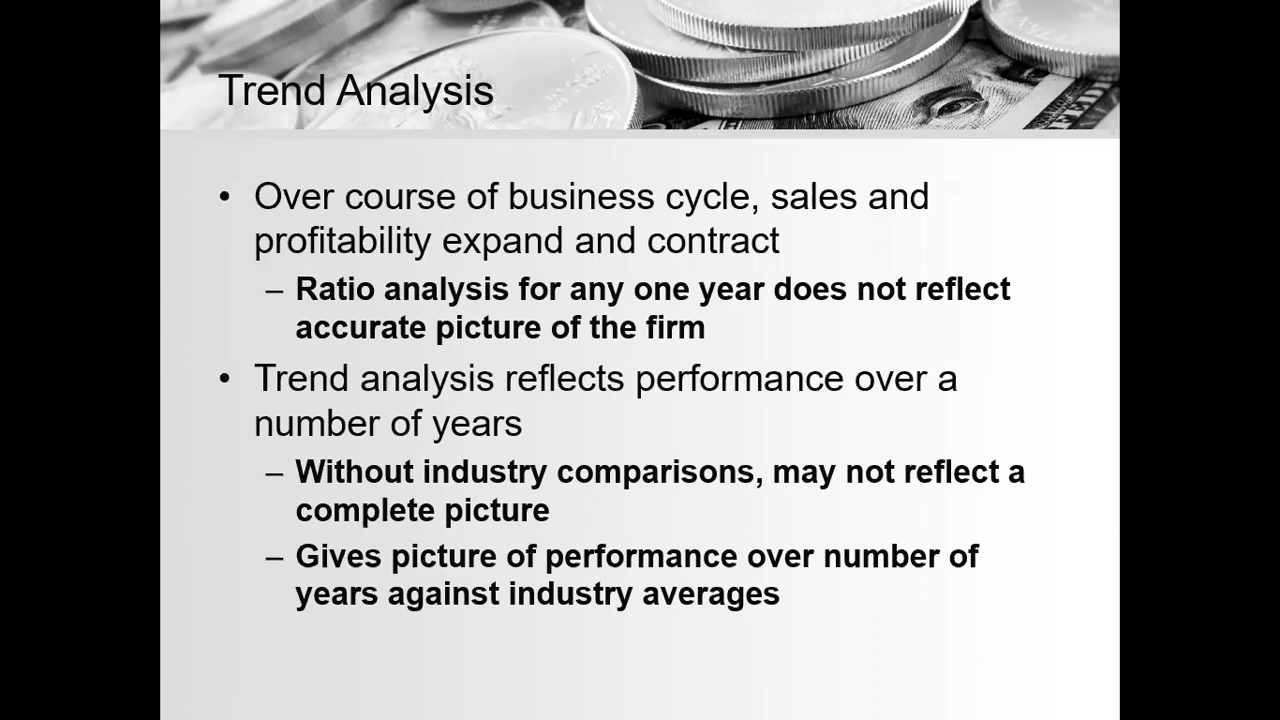 Trend Analysis
• Over course of business cycle, sales and
profitability expand and contract
– Ratio analysis for any one year does not reflect
accurate picture of the firm
• Trend analysis reflects performance over a
number of years
– Without industry comparisons, may not reflect a
complete picture
– Gives picture of performance over number of
years against industry averages